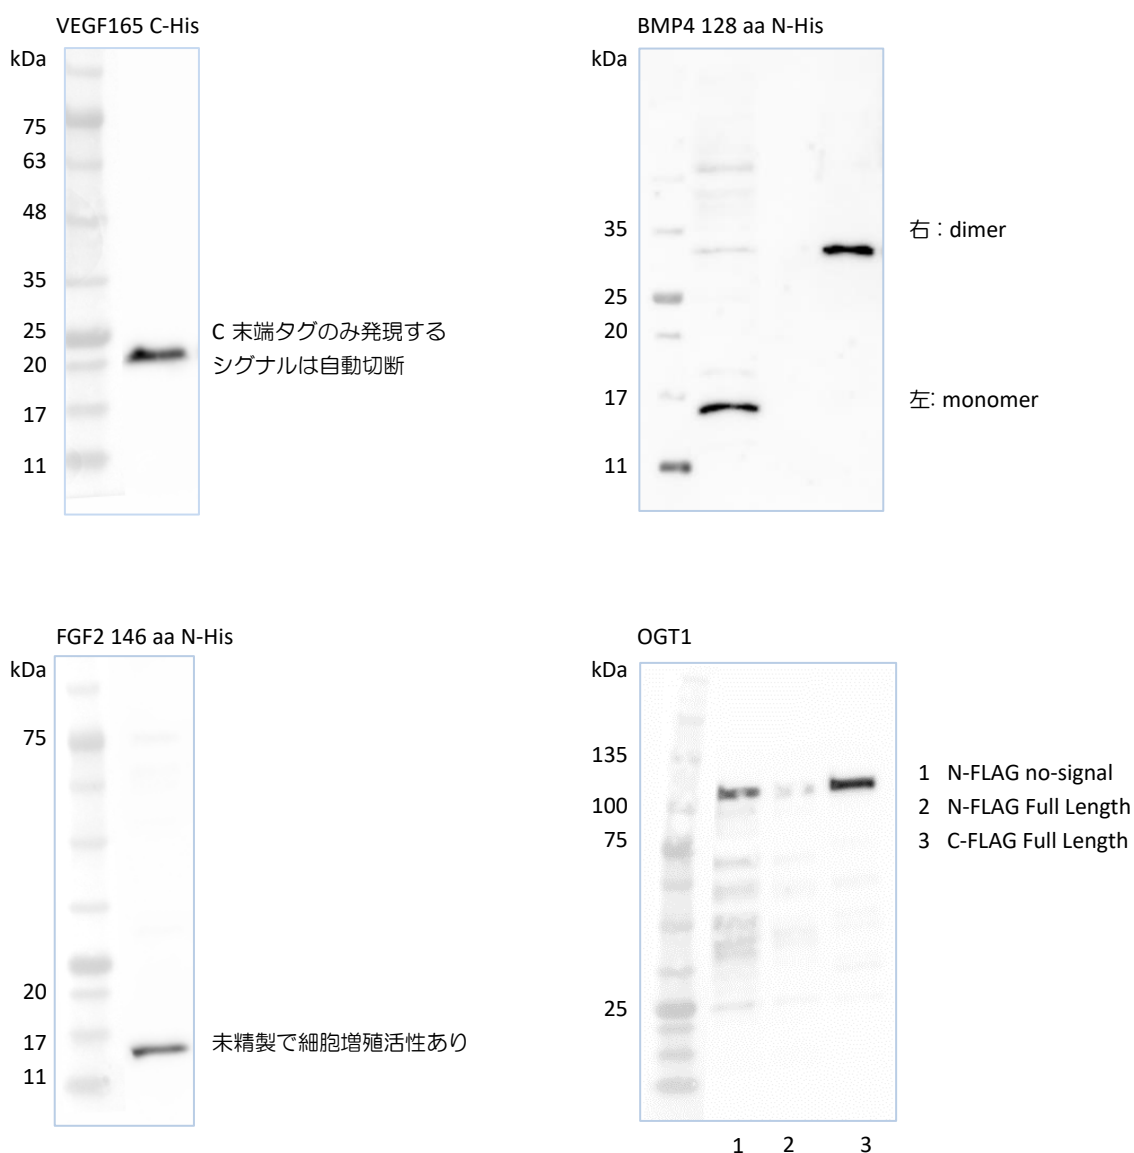 VEGF165 C-His
kDa
75
63
48
35
25
20
17
11
C 末端タグのみ発現する
シグナルは自動切断
BMP4 128 aa N-His
kDa
35
25
20
17
11
右：dimer
左: monomer
FGF2 146 aa N-His
kDa
75
20
17
11
未精製で細胞増殖活性あり
OGT1
kDa
135
100
75
25
1 N-FLAG no-signal
2 N-FLAG Full Length
3 C-FLAG Full Length
1 2 3